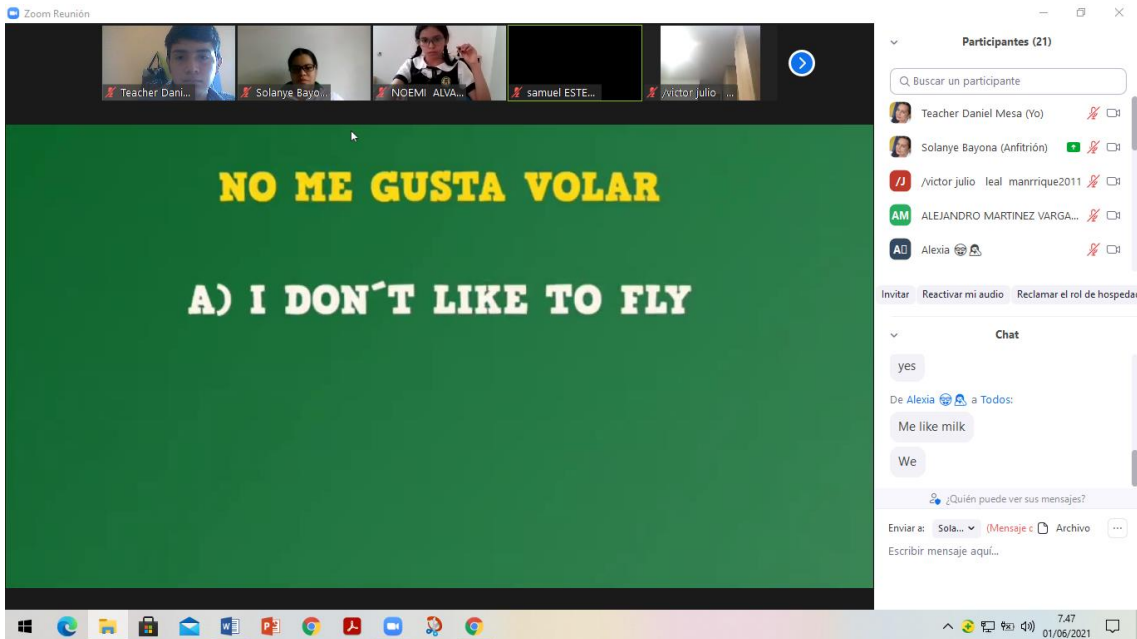 Zoom Reunión
Teacher Dani...
Solanye Bayo...
NOEMI ALVA...
samuel ESTE...
/victor julio ...
NO ME GUSTA VOLAR
A) I DON´T LIKE TO FLY
Participantes (21)
Buscar un participante
Teacher Daniel Mesa (Yo)
Solanye Bayona (Anfitrión)
/J /victor julio leal manrrique2011
AM ALEJANDRO MARTINEZ VARGA...
A Alexia
Invitar Reactivar mi audio Reclamar el rol de hospeda
Chat
yes
De Alexia a Todos:
Me like milk
We
¿Quién puede ver sus mensajes?
Enviar a: Sola... (Mensaje c Archivo ...
Escribir mensaje aquí...
7:47
01/06/2021